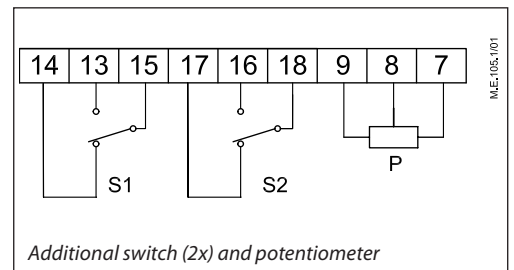 14 13 15 17 16 18 9 8 7
S1 S2 P
Additional switch (2x) and potentiometer
M.E.105.1/01